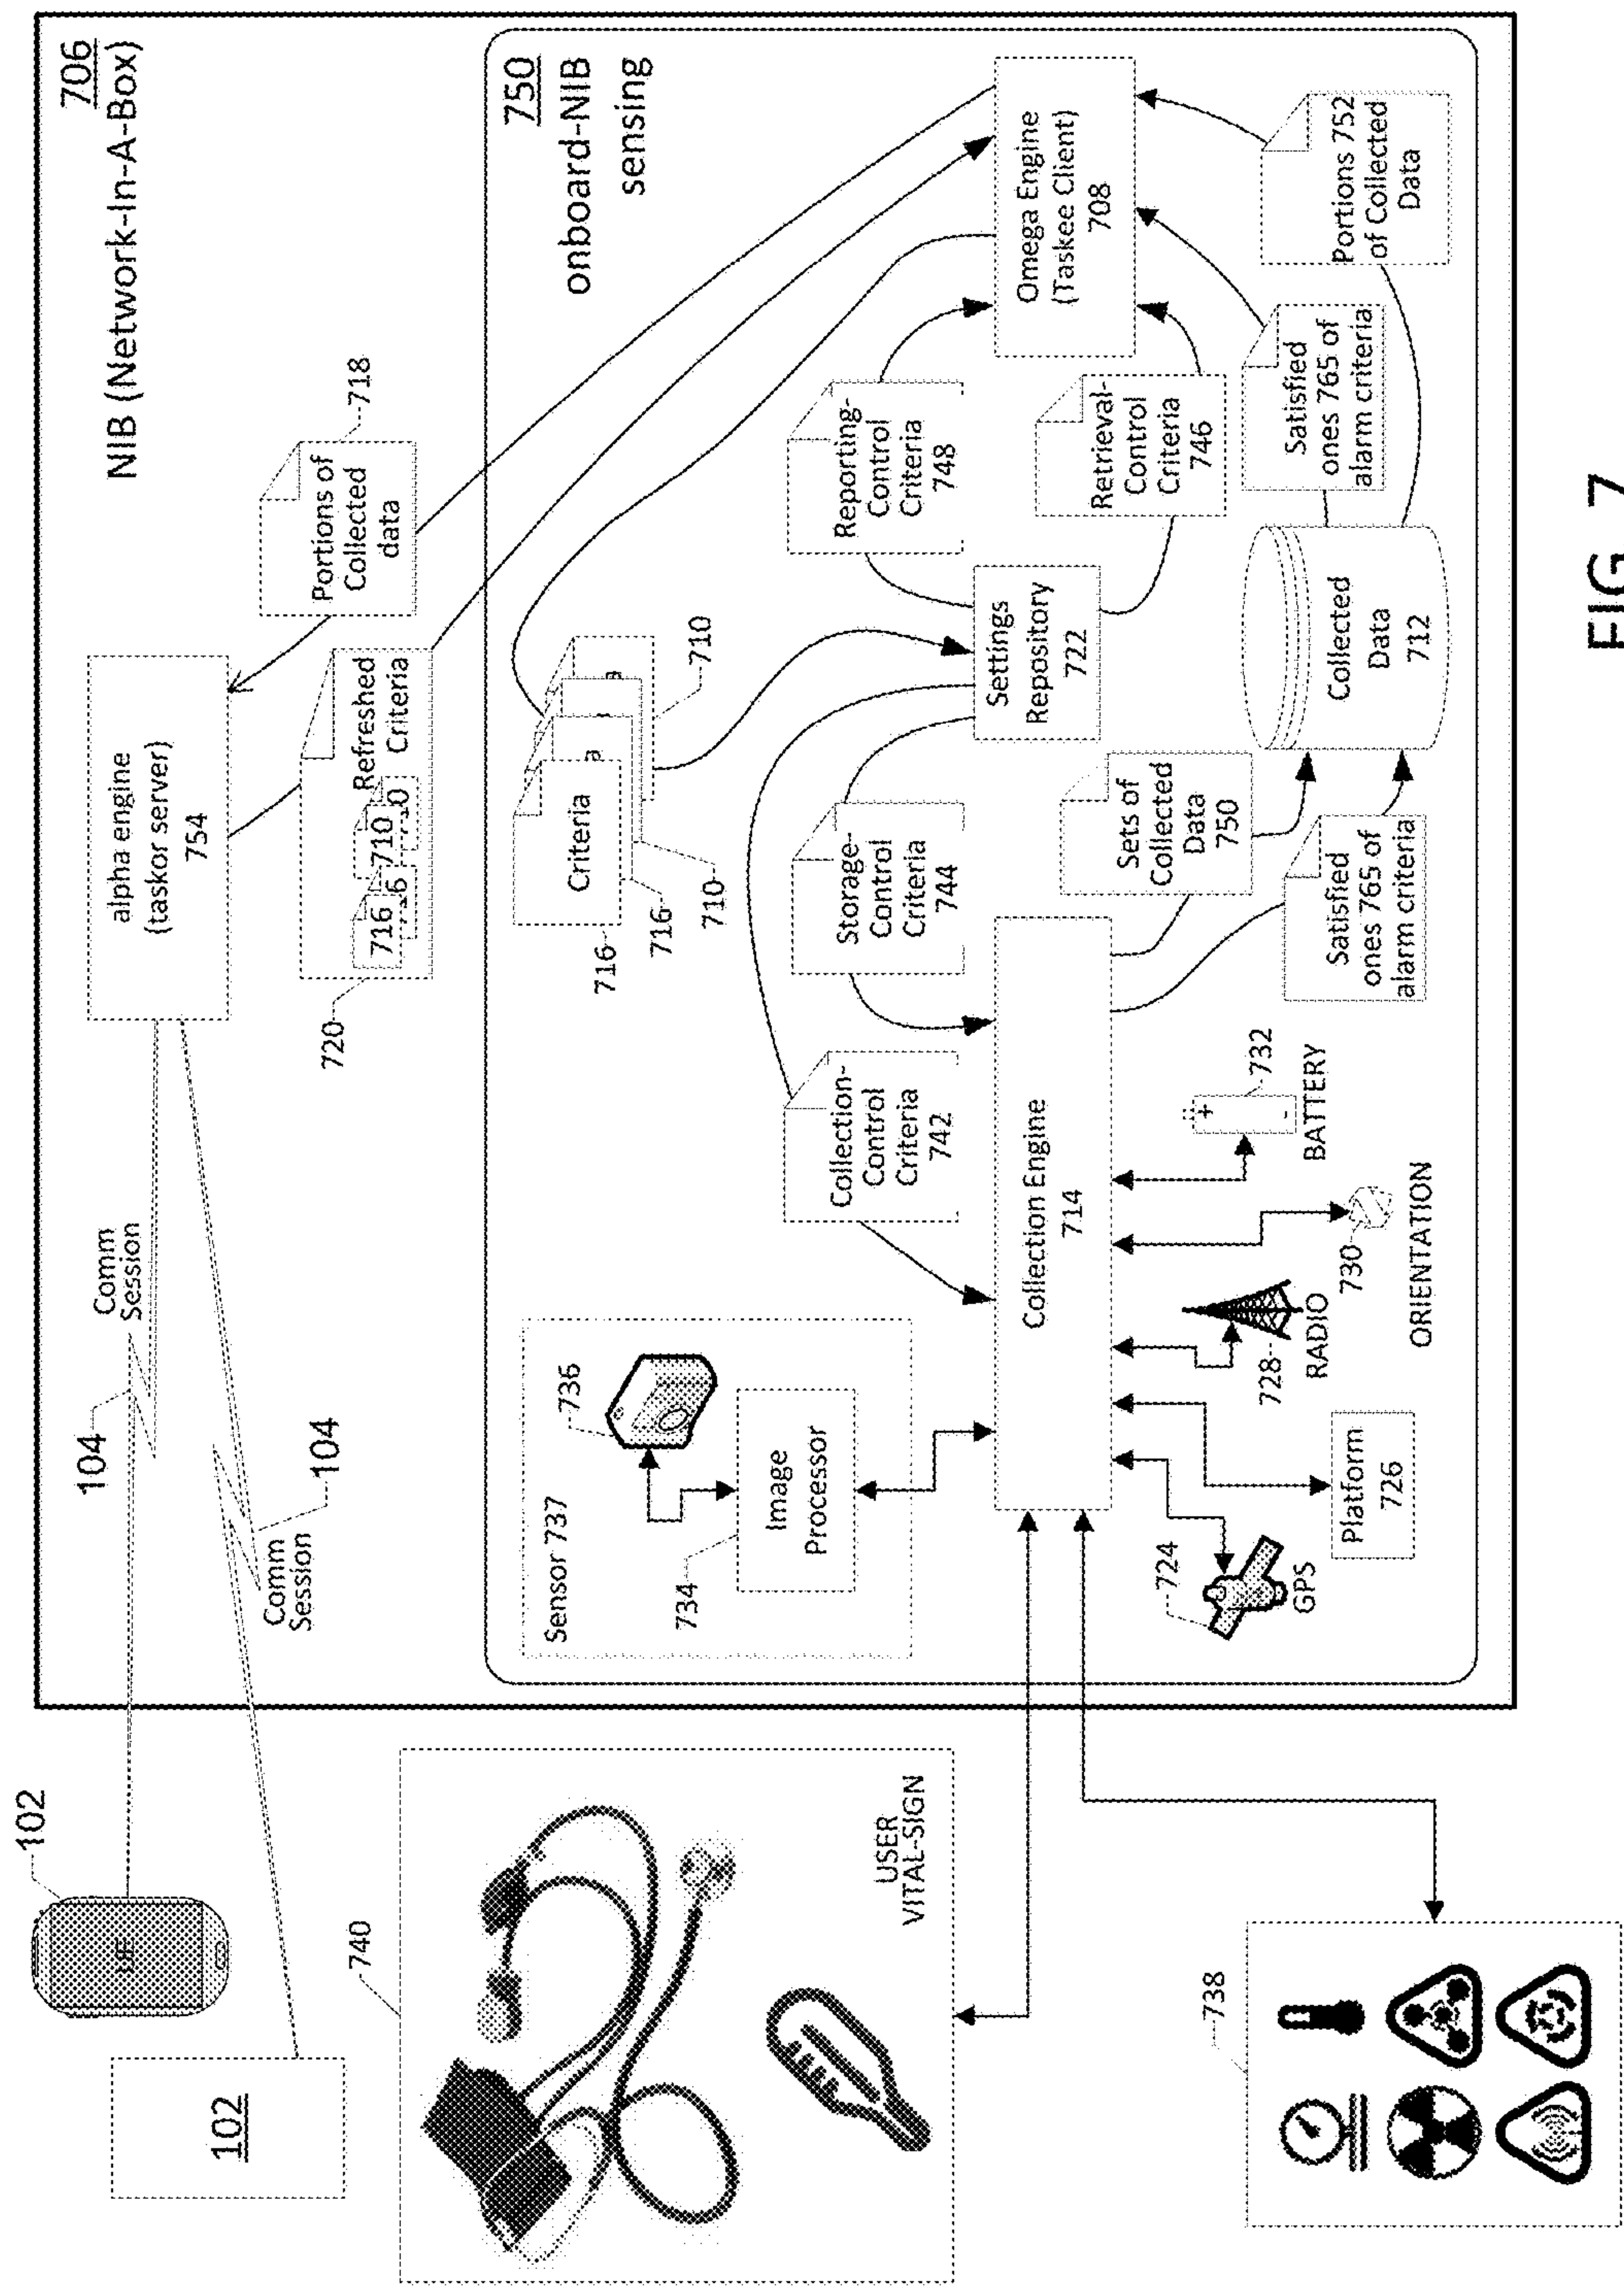 706
NIB (Network-In-A-Box)
102
UE
104
Comm
Session
102
104
Comm
Session
alpha engine
(taskor server)
754
Portions of
Collected
data
718
Refreshed
Criteria
716
710
720
750
onboard-NIB
sensing
Criteria
716
716
710
710
Sensor 737
736
734
Image
Processor
Collection-
Control
Criteria
742
Storage-
Control
Criteria
744
Reporting-
Control
Criteria
748
Settings
Repository
722
Retrieval-
Control
Criteria
746
Omega Engine
(Taskee Client)
708
Collection Engine
714
Sets of
Collected
Data
750
Satisfied
ones 765 of
alarm criteria
Collected
Data
712
Satisfied
ones 765 of
alarm criteria
Portions 752
of Collected
Data
724
GPS
Platform
726
728
RADIO
730
ORIENTATION
732
+
-
BATTERY
740
USER
VITAL-SIGN
738
FIG. 7